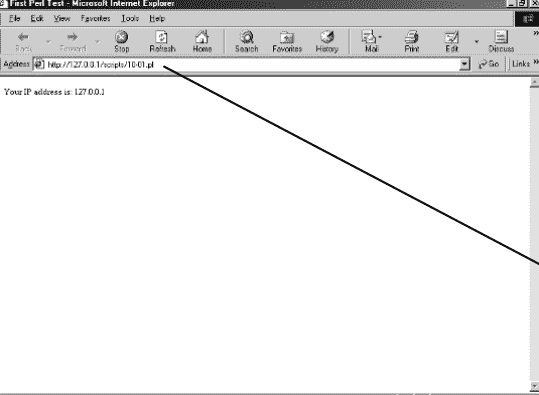 First Perl Test - Microsoft Internet Explorer
File Edit View Favorites Tools Help
Back Forward Stop Refresh Home Search Favorites History Mail Print Edit Discuss
Address http://127.0.0.1/scripts/10-01.pl Go Links
Your IP address is: 127.0.0.1